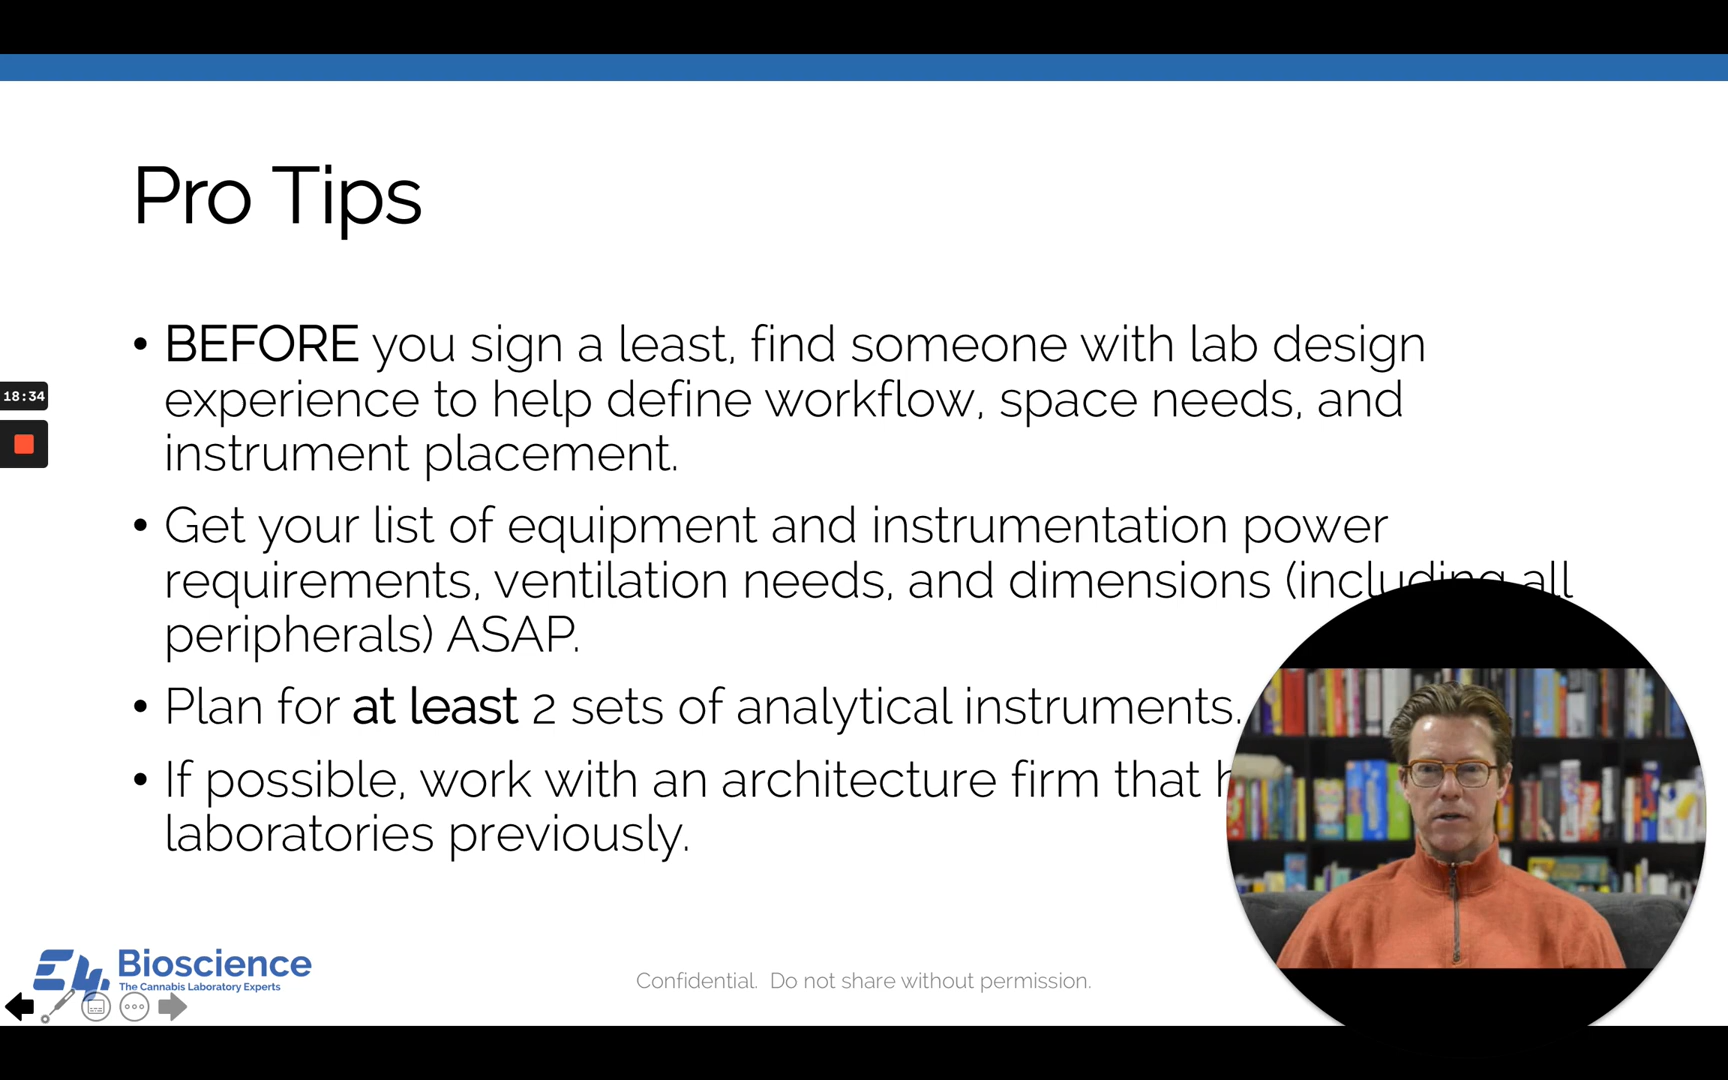 Pro Tips
• BEFORE you sign a least, find someone with lab design
experience to help define workflow, space needs, and
instrument placement.
18:34
• Get your list of equipment and instrumentation power
requirements, ventilation needs, and dimensions (including all
peripherals) ASAP.
• Plan for at least 2 sets of analytical instruments.
• If possible, work with an architecture firm that
laboratories previously.
E4 Bioscience
The Cannabis Laboratory Experts
Confidential. Do not share without permission.